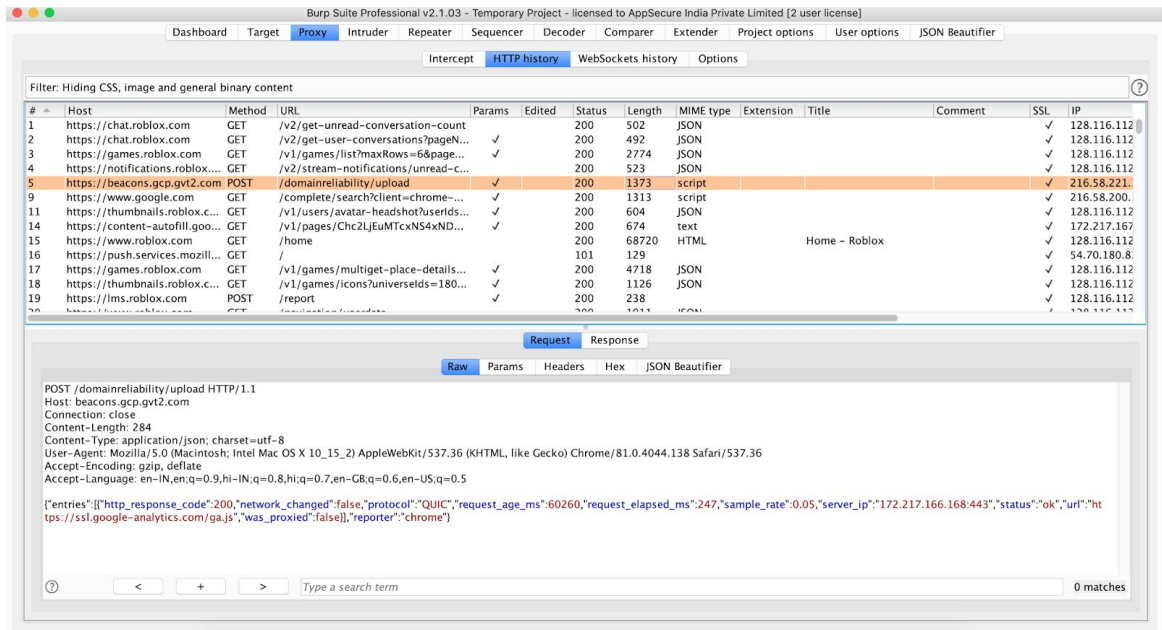 Burp Suite Professional v2.1.03 - Temporary Project - licensed to AppSecure India Private Limited [2 user license]
Dashboard Target Proxy Intruder Repeater Sequencer Decoder Comparer Extender Project options User options JSON Beautifier
Intercept HTTP history WebSockets history Options
Filter: Hiding CSS, image and general binary content ?
# Host Method URL Params Edited Status Length MIME type Extension Title Comment SSL IP
1 https://chat.roblox.com GET /v2/get-unread-conversation-count 200 502 JSON ✓ 128.116.112
2 https://chat.roblox.com GET /v2/get-user-conversations?pageN... ✓ 200 492 JSON ✓ 128.116.112
3 https://games.roblox.com GET /v1/games/list?maxRows=6&page... ✓ 200 2774 JSON ✓ 128.116.112
4 https://notifications.roblox.... GET /v2/stream-notifications/unread-c... 200 523 JSON ✓ 128.116.112
5 https://beacons.gcp.gvt2.com POST /domainreliability/upload ✓ 200 1373 script ✓ 216.58.221..
9 https://www.google.com GET /complete/search?client=chrome-... ✓ 200 1313 script ✓ 216.58.200.
11 https://thumbnails.roblox.c... GET /v1/users/avatar-headshot?userIds... ✓ 200 604 JSON ✓ 128.116.112
14 https://content-autofill.goo... GET /v1/pages/Chc2LjEuMTcxNS4xND... ✓ 200 674 text ✓ 172.217.167
15 https://www.roblox.com GET /home 200 68720 HTML Home - Roblox ✓ 128.116.112
16 https://push.services.mozill... GET / 101 129 ✓ 54.70.180.8
17 https://games.roblox.com GET /v1/games/multiget-place-details... ✓ 200 4718 JSON ✓ 128.116.112
18 https://thumbnails.roblox.c... GET /v1/games/icons?universeIds=180... ✓ 200 1126 JSON ✓ 128.116.112
19 https://lms.roblox.com POST /report ✓ 200 238 ✓ 128.116.112
Request Response
Raw Params Headers Hex JSON Beautifier
POST /domainreliability/upload HTTP/1.1
Host: beacons.gcp.gvt2.com
Connection: close
Content-Length: 284
Content-Type: application/json; charset=utf-8
User-Agent: Mozilla/5.0 (Macintosh; Intel Mac OS X 10_15_2) AppleWebKit/537.36 (KHTML, like Gecko) Chrome/81.0.4044.138 Safari/537.36
Accept-Encoding: gzip, deflate
Accept-Language: en-IN,en;q=0.9,hi-IN;q=0.8,hi;q=0.7,en-GB;q=0.6,en-US;q=0.5
{"entries":[{"http_response_code":200,"network_changed":false,"protocol":"QUIC","request_age_ms":60260,"request_elapsed_ms":247,"sample_rate":0.05,"server_ip":"172.217.166.168:443","status":"ok","url":"ht
tps://ssl.google-analytics.com/ga.js","was_proxied":false}],"reporter":"chrome"}
? < + > Type a search term 0 matches